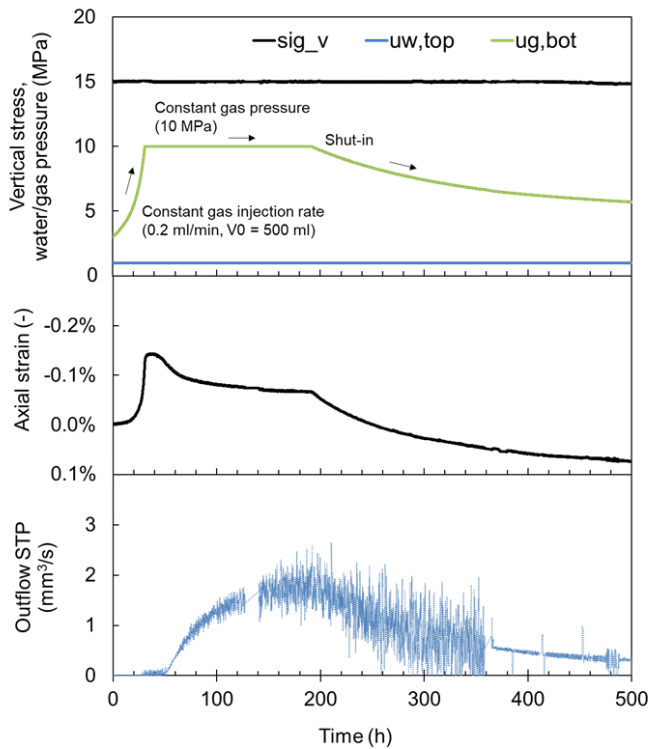 sig_v uw,top ug,bot
Vertical stress,
water/gas pressure (MPa)
20
15
10
5
0
Constant gas pressure
(10 MPa)
Shut-in
Constant gas injection rate
(0.2 ml/min, V0 = 500 ml)
Axial strain (-)
-0.2%
-0.1%
0.0%
0.1%
Outflow STP
(mm³/s)
3
2
1
0
0 100 200 300 400 500
Time (h)